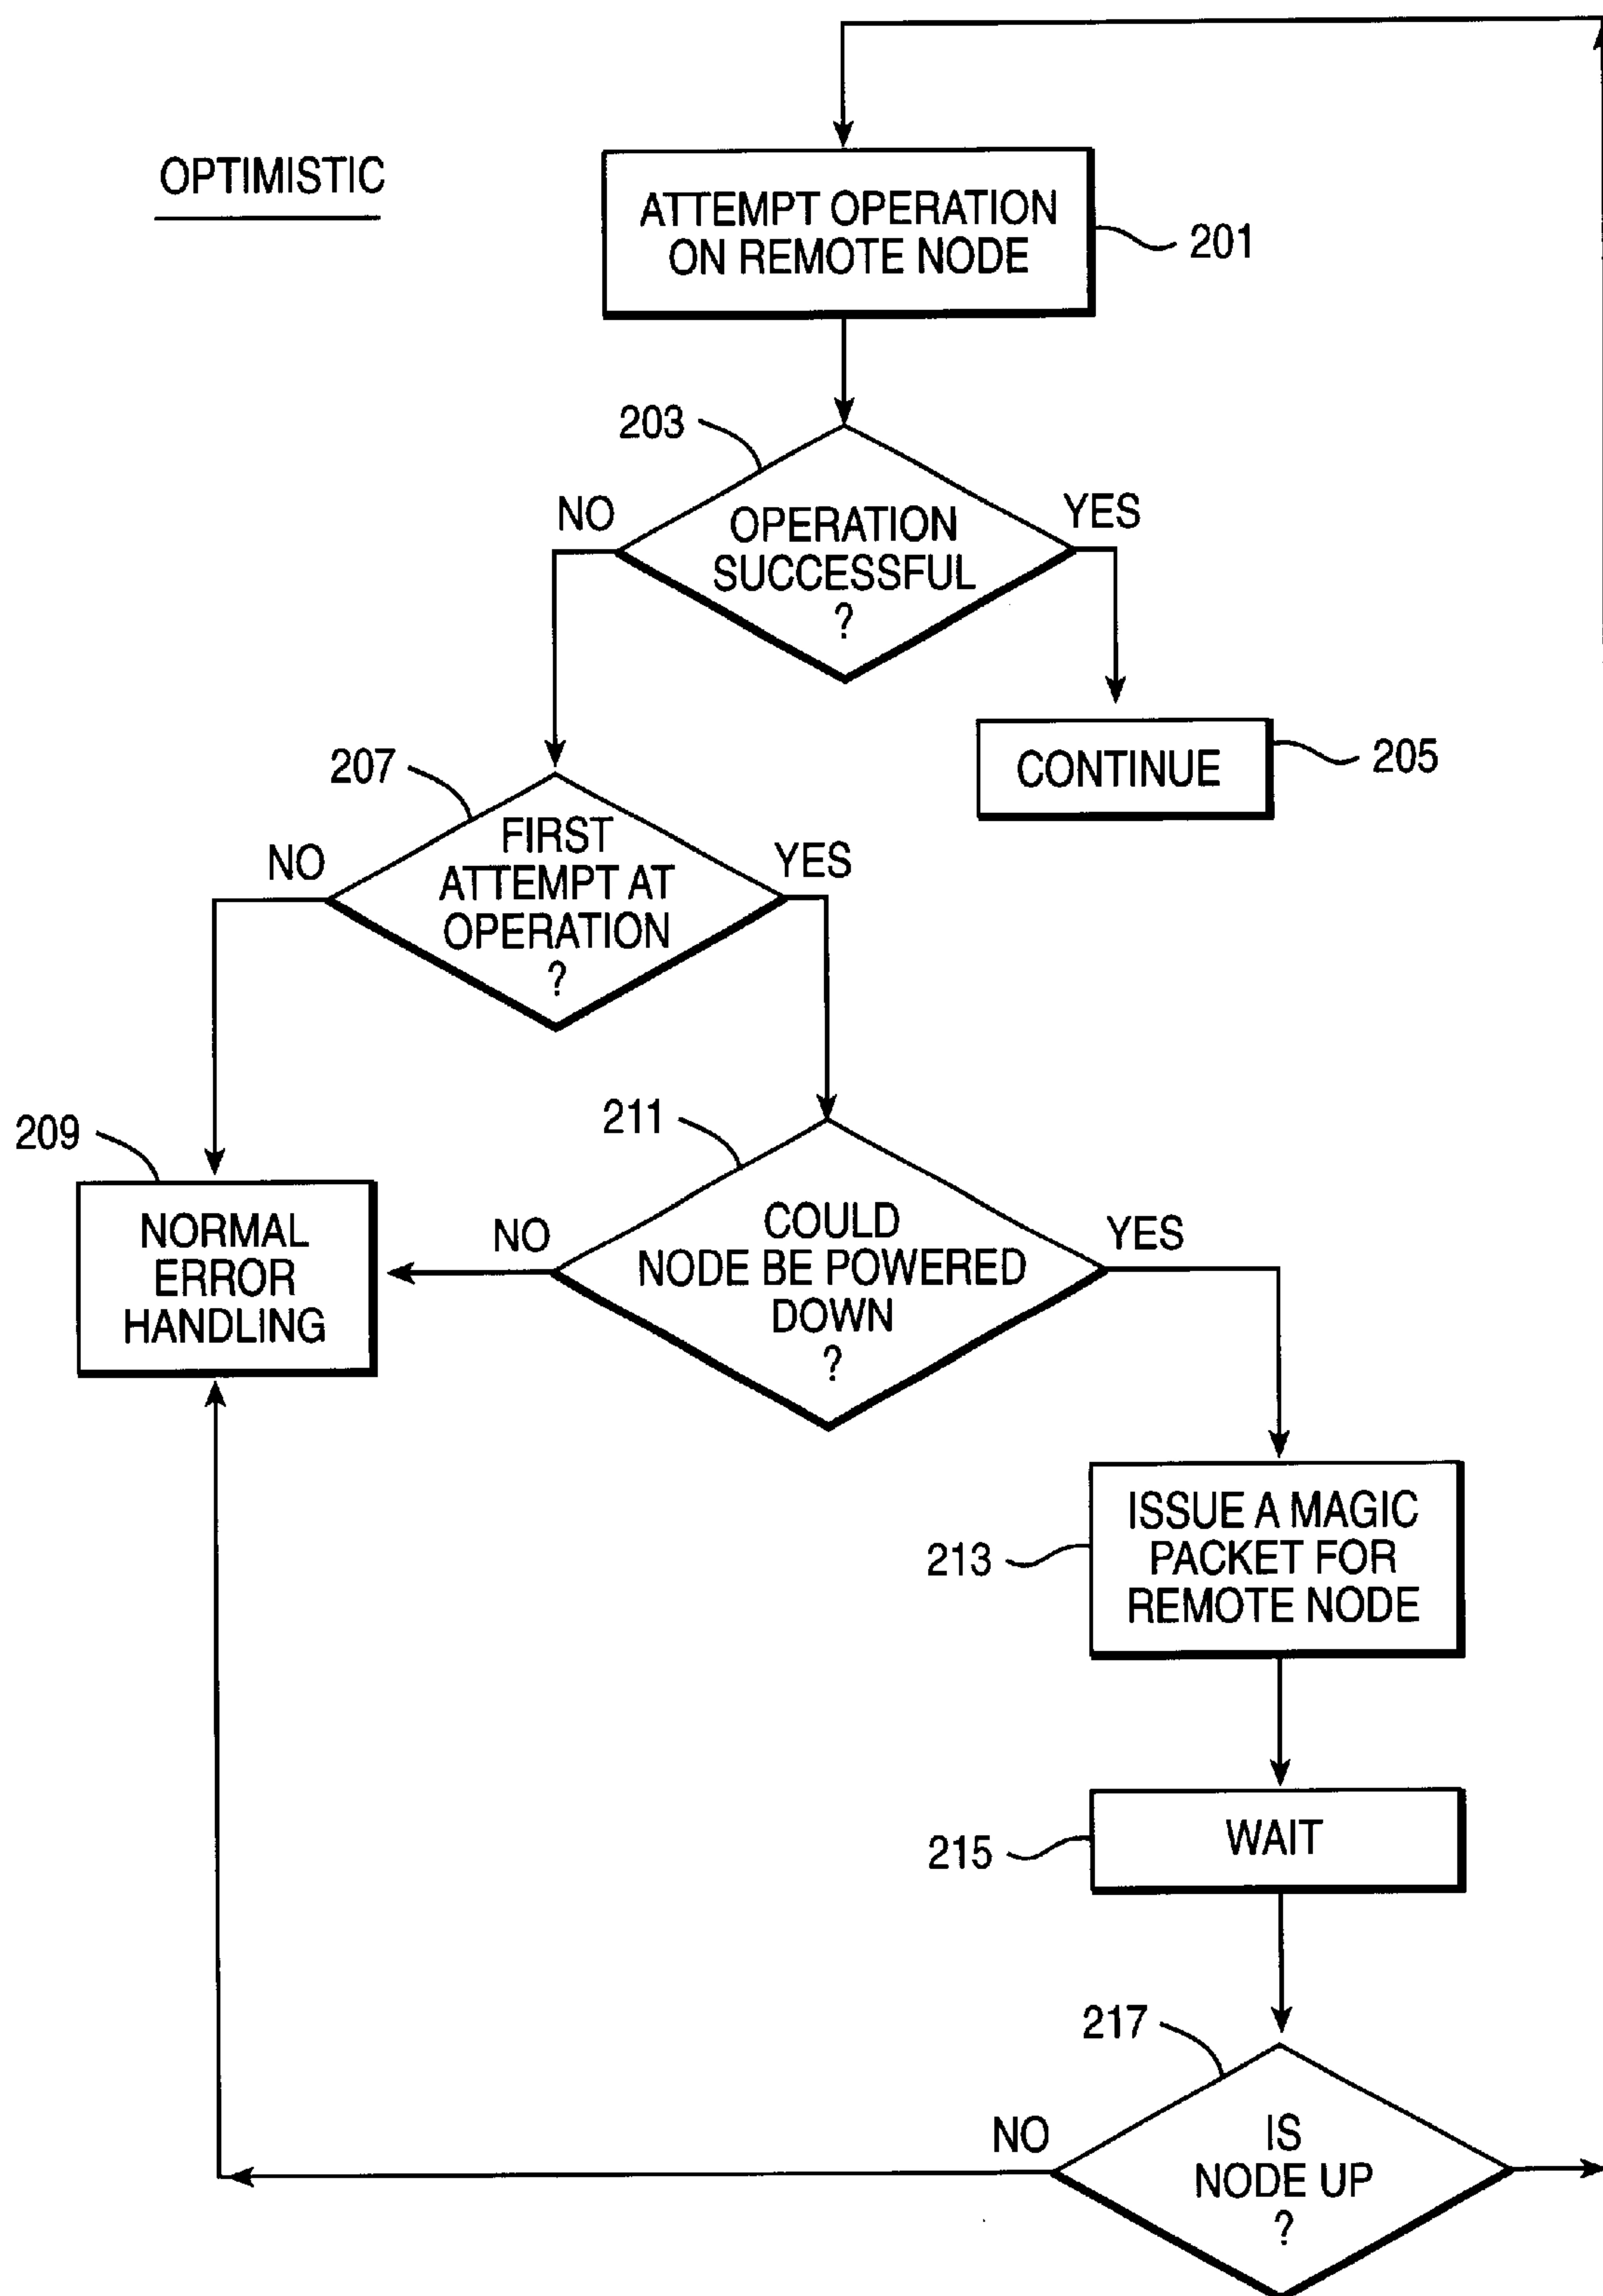 OPTIMISTIC
ATTEMPT OPERATION
ON REMOTE NODE
201
203
NO
YES
OPERATION
SUCCESSFUL
?
CONTINUE
205
207
NO
YES
FIRST
ATTEMPT AT
OPERATION
?
209
NORMAL
ERROR
HANDLING
211
NO
YES
COULD
NODE BE POWERED
DOWN
?
213
ISSUE A MAGIC
PACKET FOR
REMOTE NODE
215
WAIT
217
NO
IS
NODE UP
?